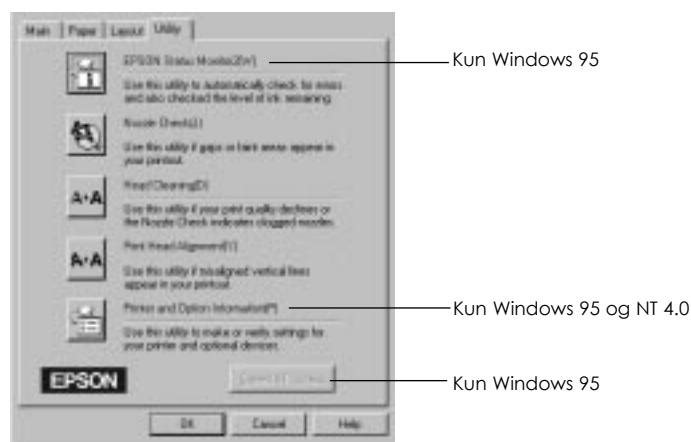 Main Paper Layout Utility
EPSON Status Monitor2(W)
Kun Windows 95
Use this utility to automatically check for errors
and also checked the level of ink remaining.
Nozzle Check(J)
Use this utility if gaps or faint areas appear in
your printout.
Head Cleaning(D)
Use this utility if your print quality declines or
the Nozzle Check indicates clogged nozzles.
Print Head Alignment(Y)
Use this utility if misaligned vertical lines
appear in your printout.
Printer and Option Information(P)
Kun Windows 95 og NT 4.0
Use this utility to make or verify settings for
your printer and optional devices.
EPSON
Kun Windows 95
OK Cancel Help